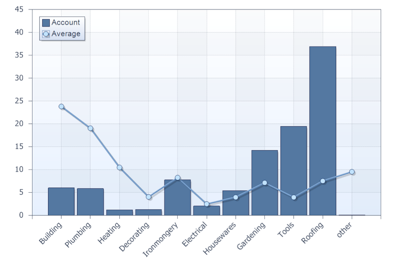 45
40
35
30
25
20
15
10
5
0
Account
Average
Building
Plumbing
Heating
Decorating
Ironmongery
Electrical
Housewares
Gardening
Tools
Roofing
other